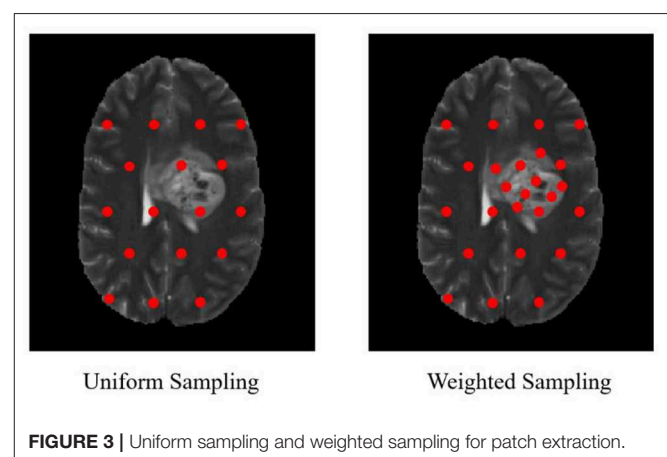 Uniform Sampling
Weighted Sampling
FIGURE 3 | Uniform sampling and weighted sampling for patch extraction.